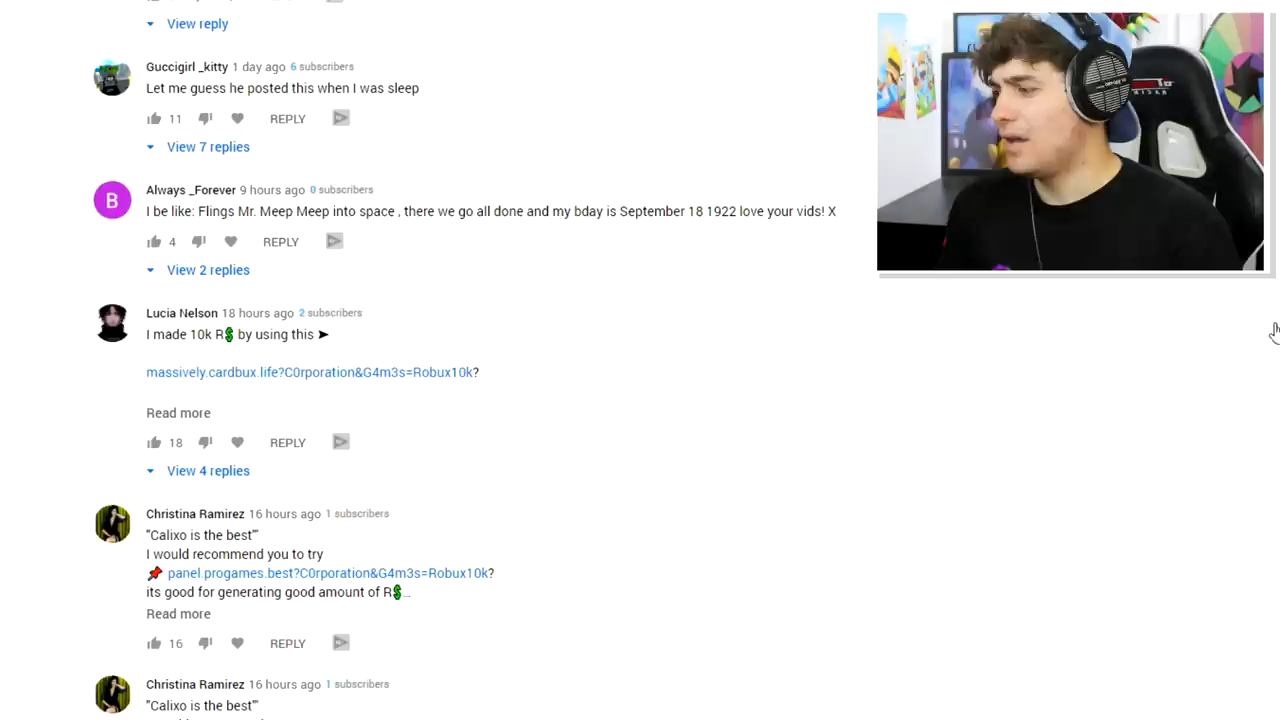 View reply
Guccigirl _kitty 1 day ago 6 subscribers
Let me guess he posted this when I was sleep
11 REPLY
View 7 replies
B
Always _Forever 9 hours ago 0 subscribers
I be like: Flings Mr. Meep Meep into space , there we go all done and my bday is September 18 1922 love your vids! X
4 REPLY
View 2 replies
Lucia Nelson 18 hours ago 2 subscribers
I made 10k R💲 by using this ➤
massively.cardbux.life?C0rporation&G4m3s=Robux10k?
Read more
18 REPLY
View 4 replies
Christina Ramirez 16 hours ago 1 subscribers
"Calixo is the best'"
I would recommend you to try
📌 panel.progames.best?C0rporation&G4m3s=Robux10k?
its good for generating good amount of R💲...
Read more
16 REPLY
Christina Ramirez 16 hours ago 1 subscribers
"Calixo is the best'"